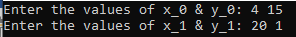 Enter the values of x_0 & y_0: 4 15
Enter the values of x_1 & y_1: 20 1